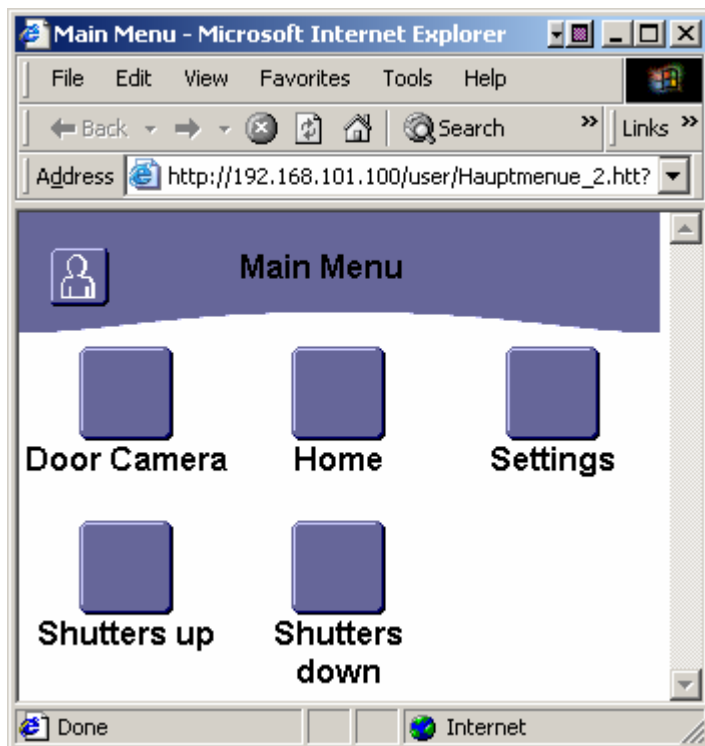 Main Menu - Microsoft Internet Explorer
File Edit View Favorites Tools Help
Back Search » Links »
Address http://192.168.101.100/user/Hauptmenue_2.htt?
Main Menu
Door Camera Home Settings
Shutters up Shutters
down
Done Internet